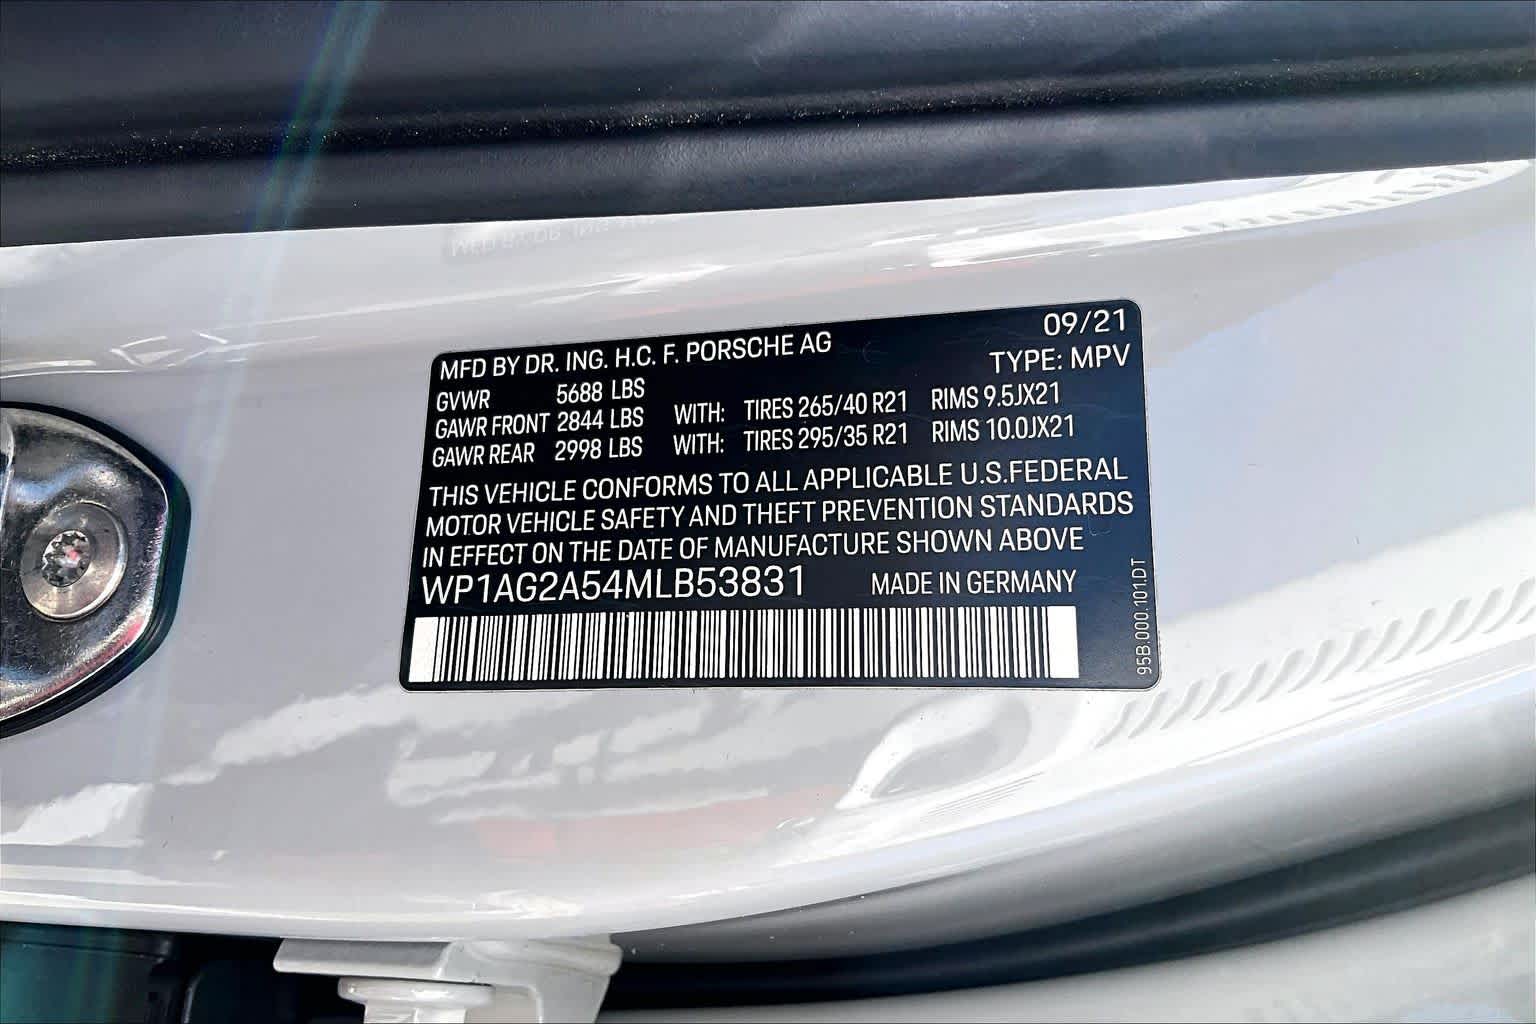 MFD BY DR. ING. H.C. F. PORSCHE AG 09/21
TYPE: MPV
GVWR 5688 LBS
GAWR FRONT 2844 LBS WITH: TIRES 265/40 R21 RIMS 9.5JX21
GAWR REAR 2998 LBS WITH: TIRES 295/35 R21 RIMS 10.0JX21
THIS VEHICLE CONFORMS TO ALL APPLICABLE U.S.FEDERAL
MOTOR VEHICLE SAFETY AND THEFT PREVENTION STANDARDS
IN EFFECT ON THE DATE OF MANUFACTURE SHOWN ABOVE
WP1AG2A54MLB53831 MADE IN GERMANY
95B.000.101.DT